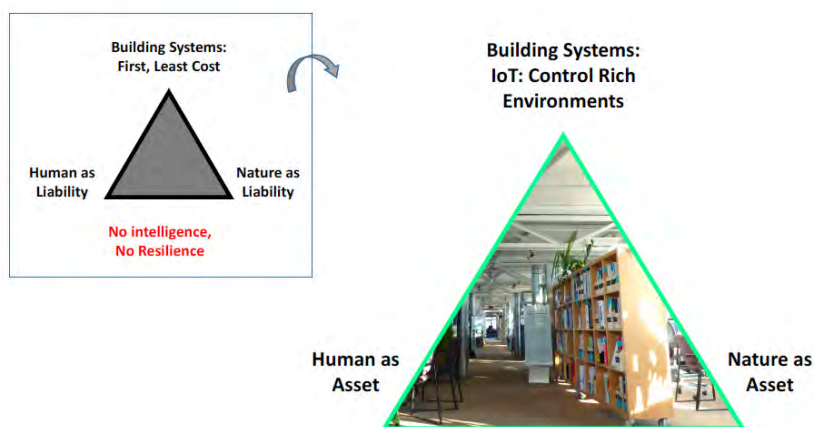 Building Systems:
First, Least Cost
Human as
Liability
Nature as
Liability
No intelligence,
No Resilience
Building Systems:
IoT: Control Rich
Environments
Human as
Asset
Nature as
Asset